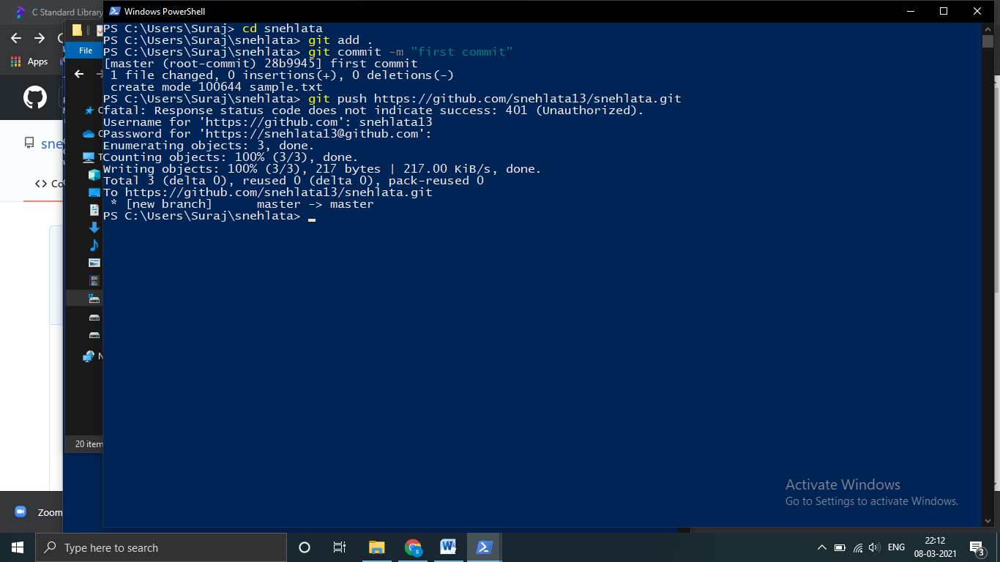 C Standard Library
Windows PowerShell
Apps
File
sne
Co
20 item
Zoom
PS C:\Users\Suraj> cd snehlata
PS C:\Users\Suraj\snehlata> git add .
PS C:\Users\Suraj\snehlata> git commit -m "first commit"
[master (root-commit) 28b9945] first commit
 1 file changed, 0 insertions(+), 0 deletions(-)
 create mode 100644 sample.txt
PS C:\Users\Suraj\snehlata> git push https://github.com/snehlata13/snehlata.git
fatal: Response status code does not indicate success: 401 (Unauthorized).
Username for 'https://github.com': snehlata13
Password for 'https://snehlata13@github.com':
Enumerating objects: 3, done.
Counting objects: 100% (3/3), done.
Writing objects: 100% (3/3), 217 bytes | 217.00 KiB/s, done.
Total 3 (delta 0), reused 0 (delta 0), pack-reused 0
To https://github.com/snehlata13/snehlata.git
 * [new branch]      master -> master
PS C:\Users\Suraj\snehlata>
Activate Windows
Go to Settings to activate Windows.
Type here to search
ENG
22:12
08-03-2021
3